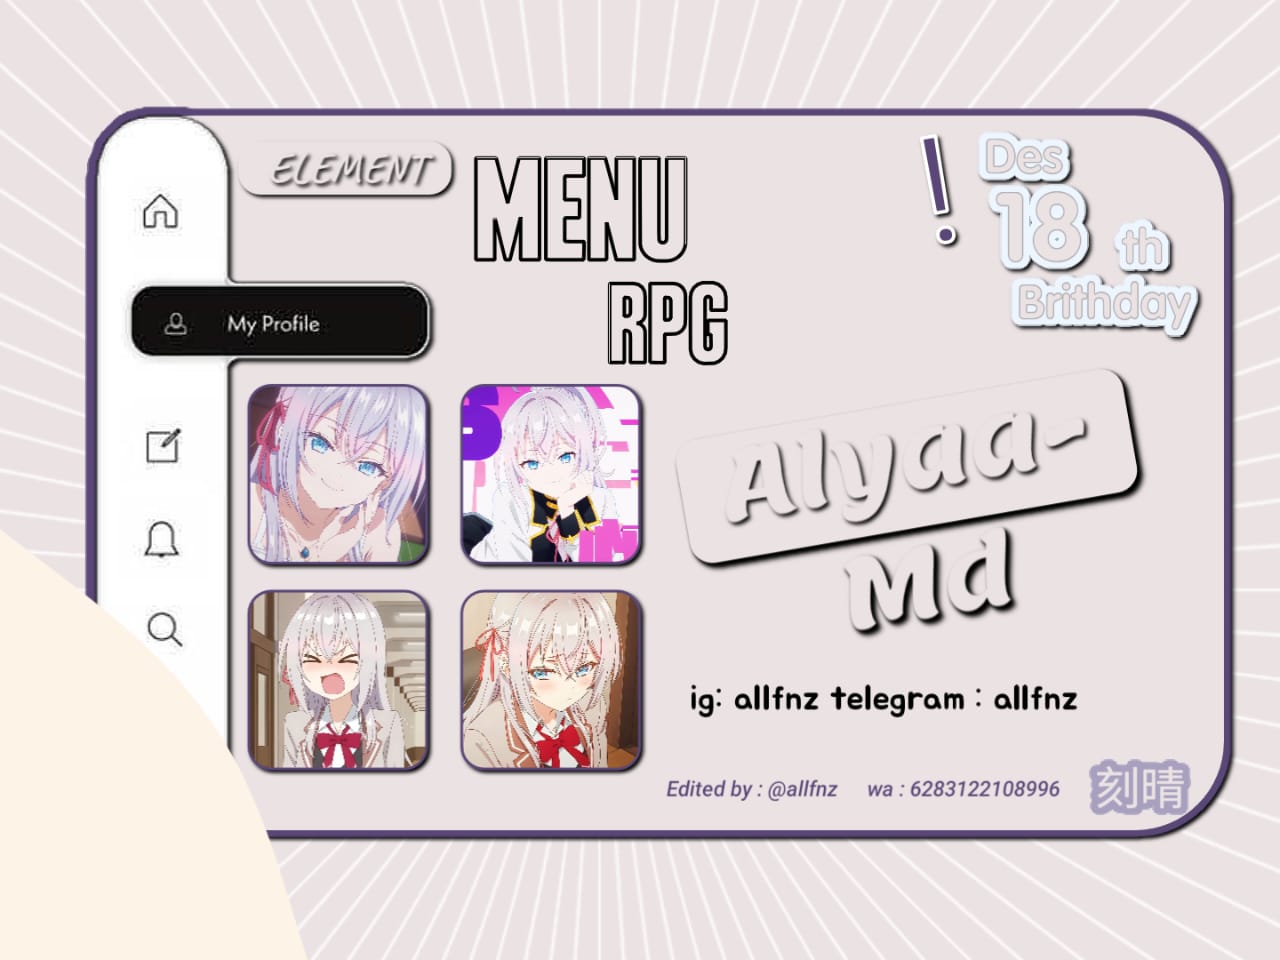 ELEMENT
MENU
RPG
! Des
18 th
Brithday
My Profile
Alyaa-
Md
ig: allfnz telegram : allfnz
Edited by : @allfnz wa : 6283122108996
刻晴